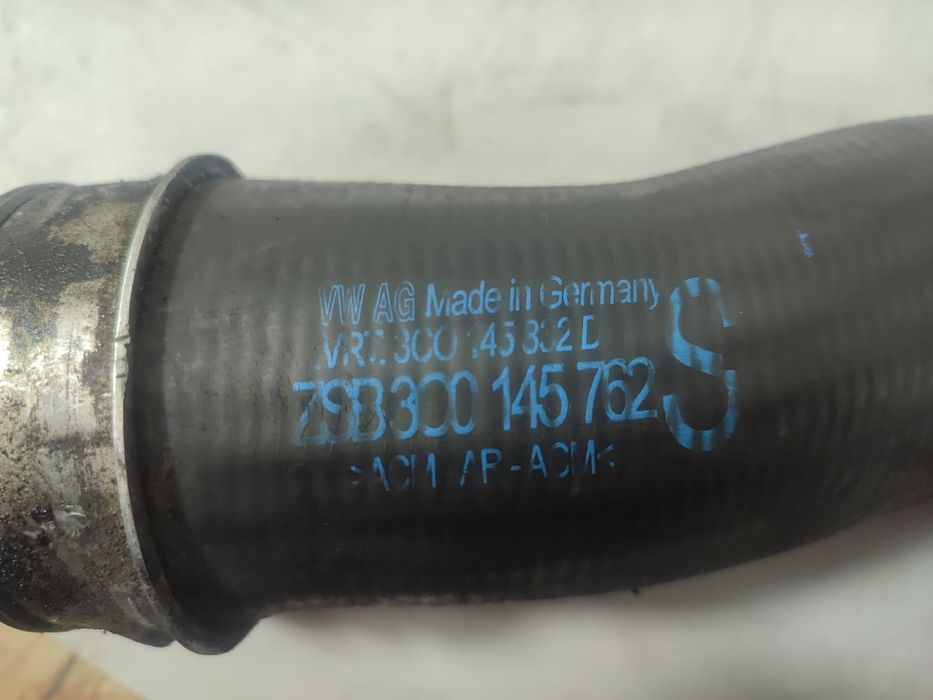 VW AG Made in Germany
VRT. 3C0 145 832 D
ZSB 3C0 145 762 S
>ACM-AR-ACM<